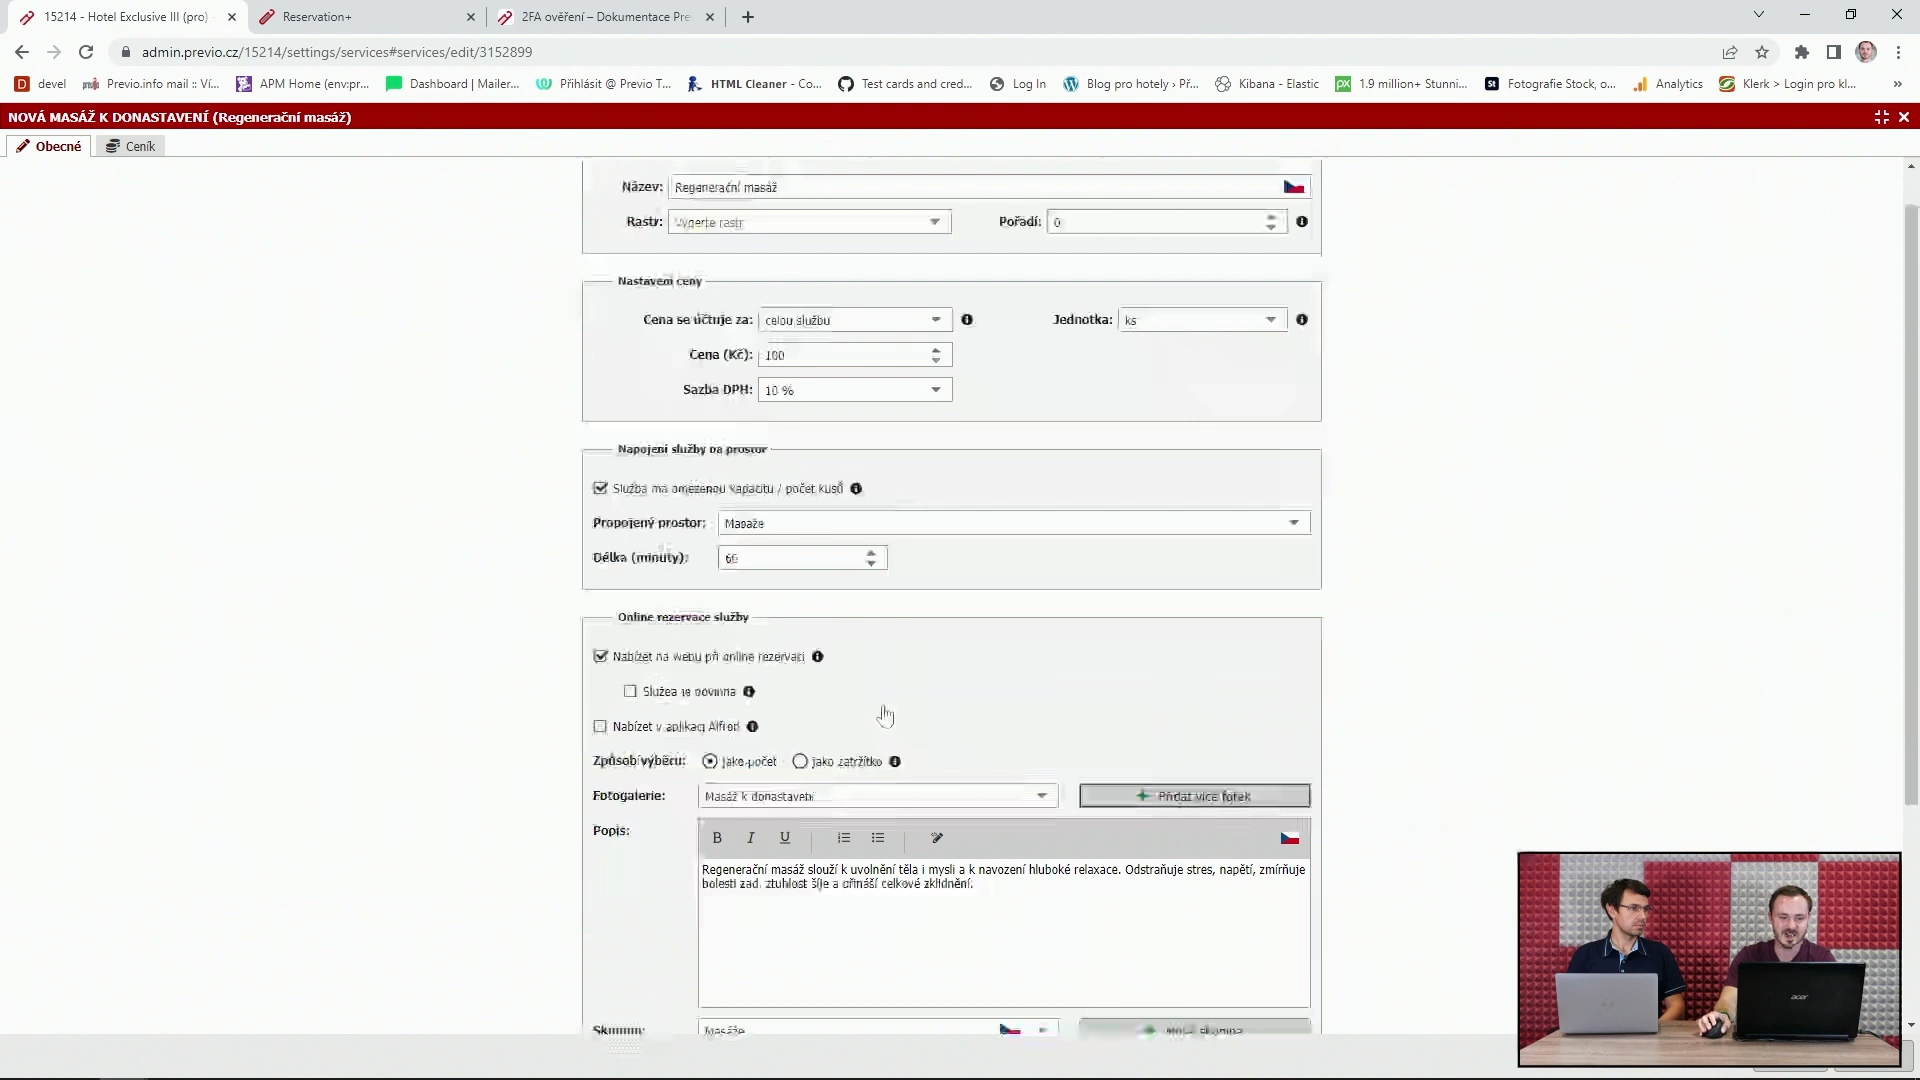 15214 - Hotel Exclusive III (pro)
Reservation+
2FA ověření – Dokumentace Pre
admin.previo.cz/15214/settings/services#services/edit/3152899
devel
Previo.info mail :: Ví...
APM Home (env:pr...
Dashboard | Mailer...
Přihlásit @ Previo T...
HTML Cleaner - Co...
Test cards and cred...
Log In
Blog pro hotely › Př...
Kibana - Elastic
1.9 million+ Stunni...
Fotografie Stock, o...
Analytics
Klerk > Login pro kl...
NOVÁ MASÁŽ K DONASTAVENÍ (Regenerační masáž)
Obecné
Ceník
Název: Regenerační masáž
Rastr: Vyberte rastr
Pořadí: 0
Nastavení ceny
Cena se účtuje za: celou službu
Jednotka: ks
Cena (Kč): 100
Sazba DPH: 10 %
Napojení služby na prostor
Služba má omezenou kapacitu / počet kusů
Propojený prostor: Masáže
Délka (minuty): 60
Online rezervace služby
Nabízet na webu při online rezervaci
Služba je povinná
Nabízet v aplikaci Alfred
Způsob výběru: jako počet jako zatržítko
Fotogalerie: Masáž k donastavení
Přidat více fotek
Popis:
B I U
Regenerační masáž slouží k uvolnění těla i mysli a k navození hluboké relaxace. Odstraňuje stres, napětí, zmírňuje
bolesti zad, ztuhlost šíje a přináší celkové zklidnění.
Skupina: Masáže
acer